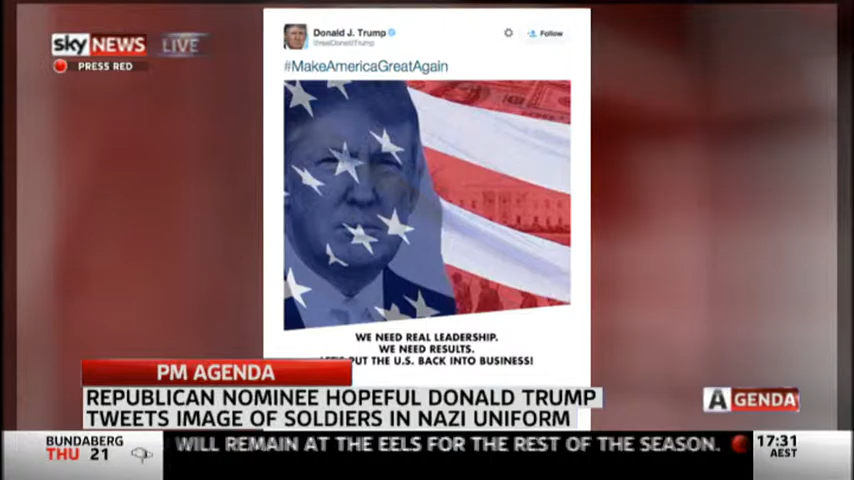 sky NEWS LIVE
PRESS RED
Donald J. Trump
@realDonaldTrump
Follow
#MakeAmericaGreatAgain
WE NEED REAL LEADERSHIP.
WE NEED RESULTS.
PUT THE U.S. BACK INTO BUSINESS!
PM AGENDA
REPUBLICAN NOMINEE HOPEFUL DONALD TRUMP
TWEETS IMAGE OF SOLDIERS IN NAZI UNIFORM
AGENDA
BUNDABERG
THU 21
WILL REMAIN AT THE EELS FOR THE REST OF THE SEASON.
17:31
AEST